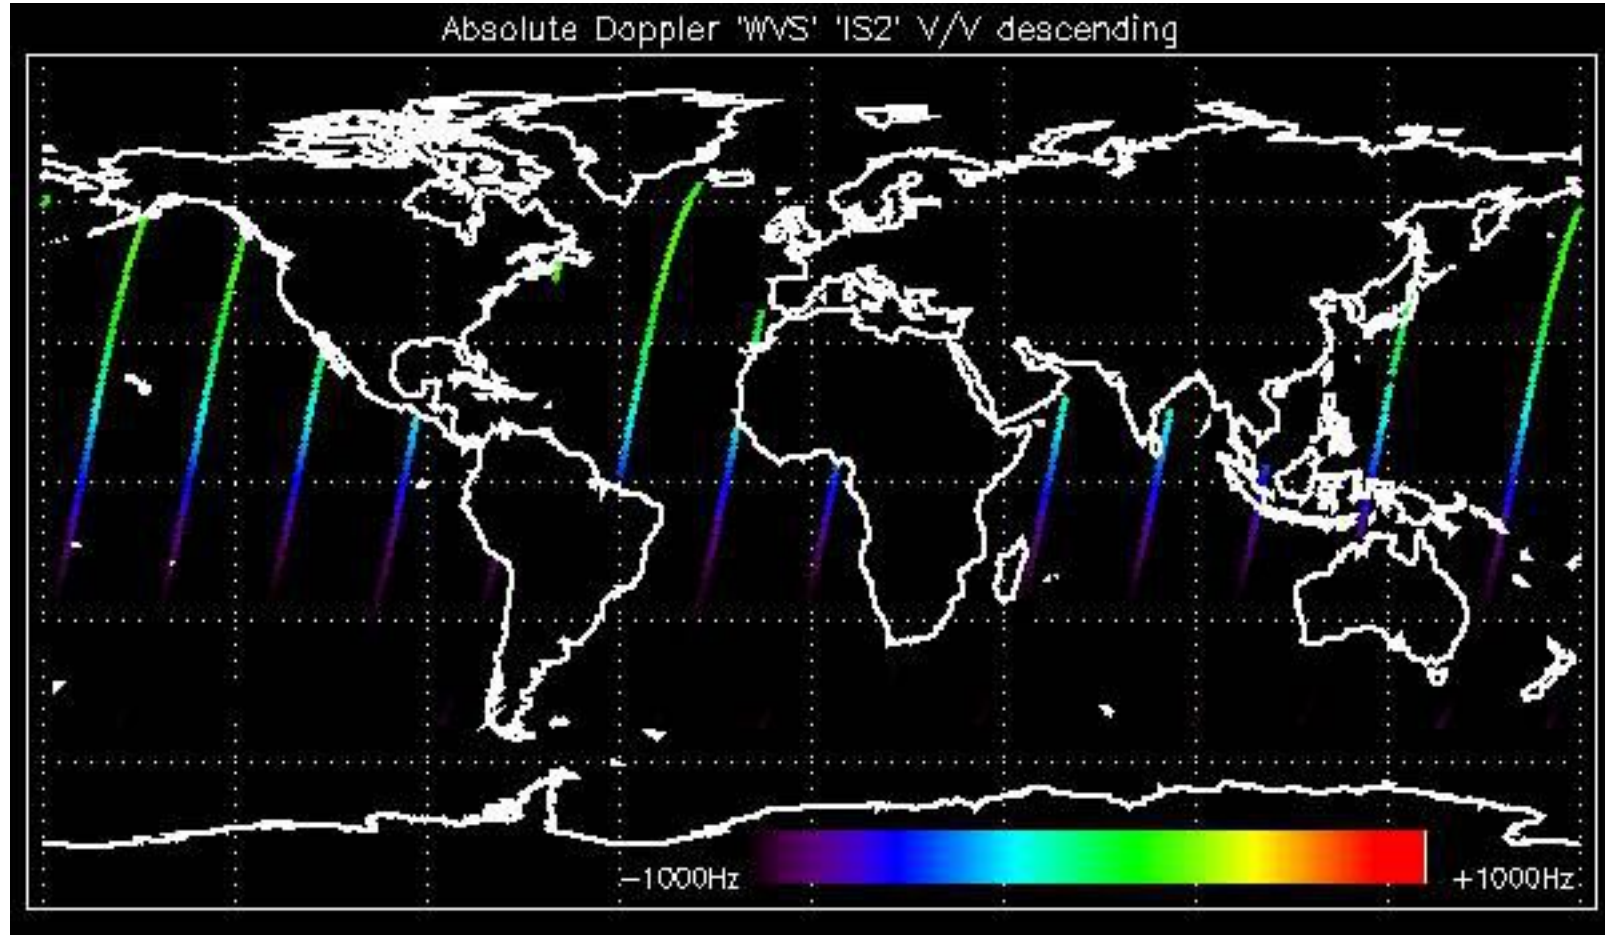 Absolute Doppler 'WVS' 'IS2' V/V descending
-1000Hz
+1000Hz